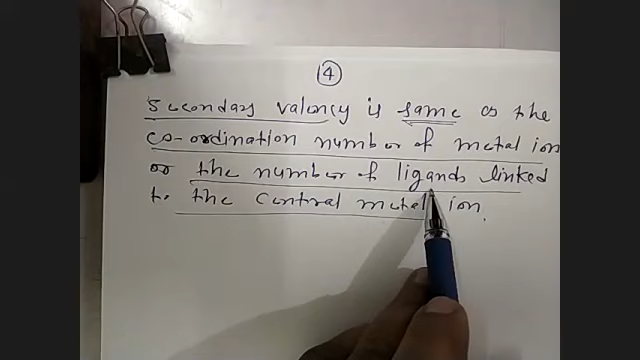 4
Secondary valency is same as the
co-ordination number of metal ion
or the number of ligands linked
to the central metal ion.